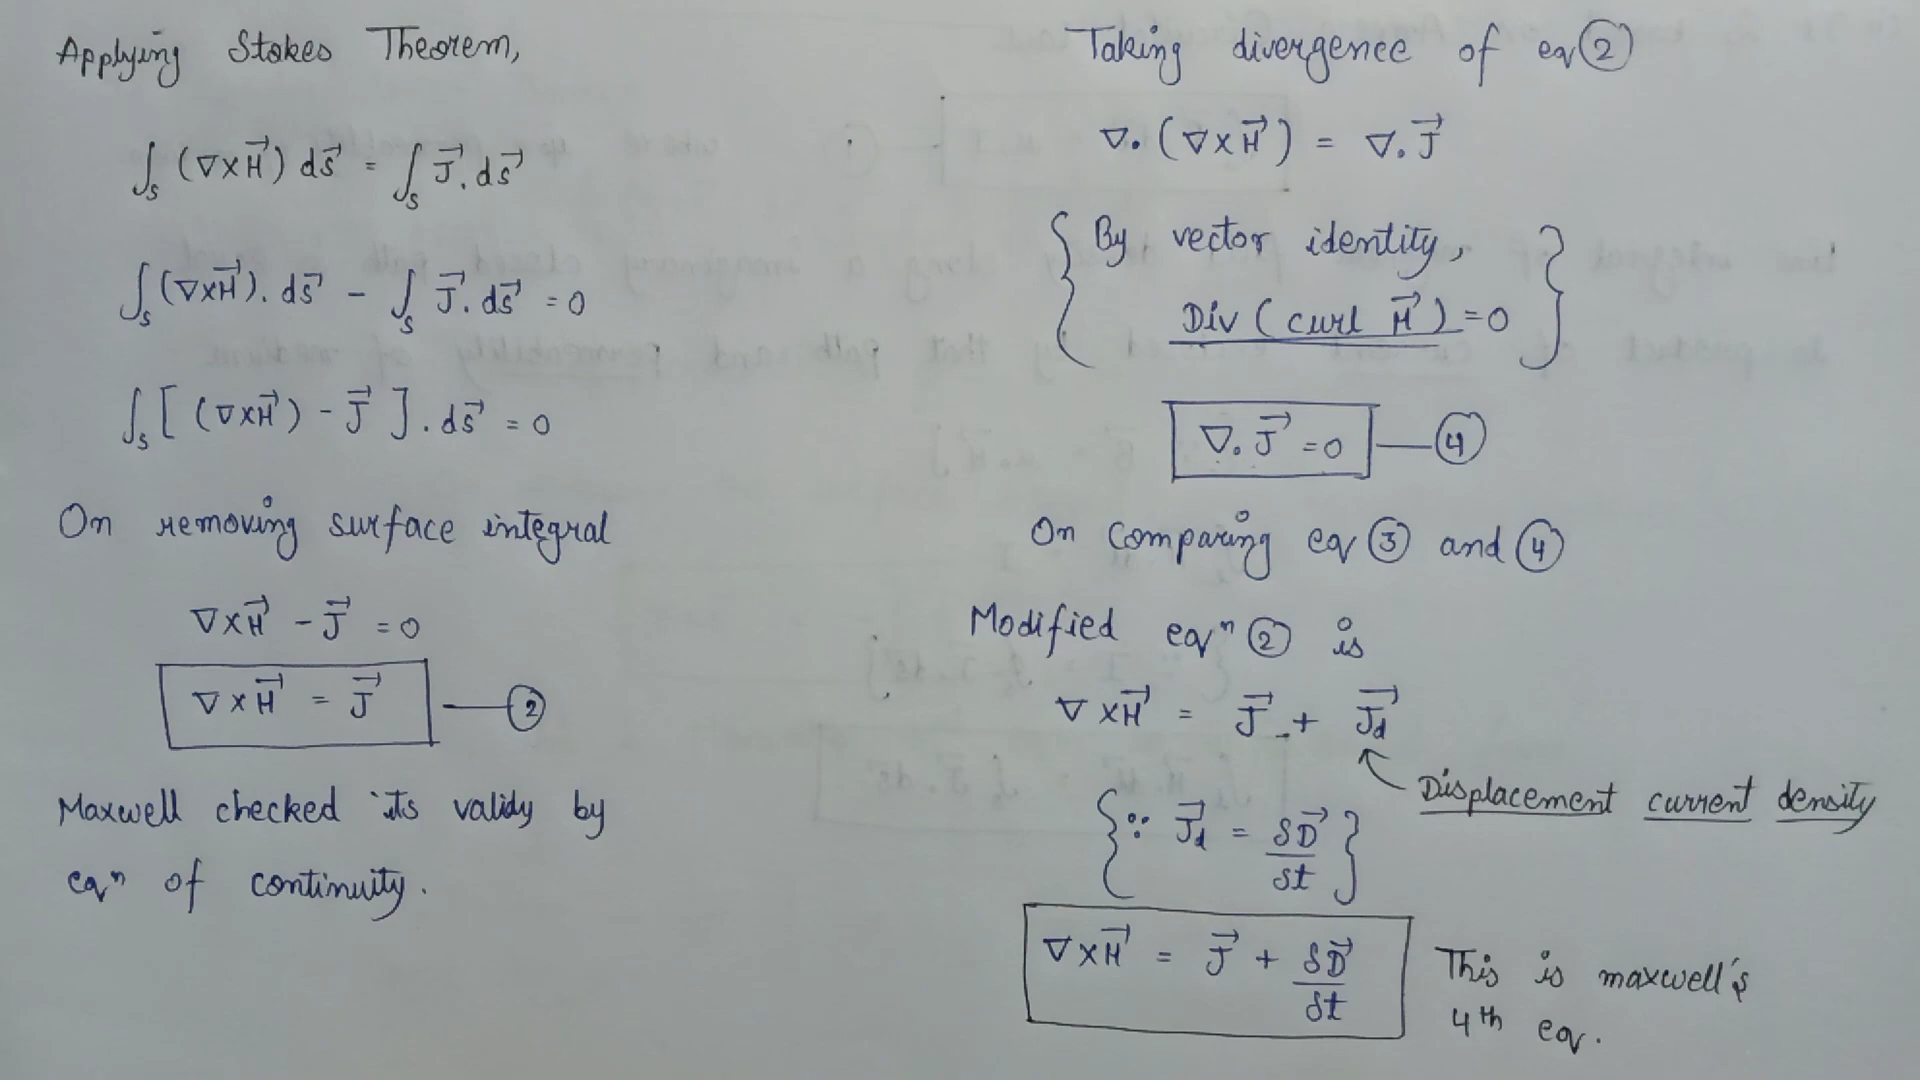 Applying Stokes Theorem,
∫s (∇×H⃗) ds⃗ = ∫s J⃗. ds⃗
∫s (∇×H⃗). ds⃗ - ∫s J⃗. ds⃗ = 0
∫s [ (∇×H⃗) - J⃗ ]. ds⃗ = 0
On removing surface integral
∇×H⃗ - J⃗ = 0
∇×H⃗ = J⃗ — ②
Maxwell checked its validy by
eqⁿ of continuity.
Taking divergence of eq ②
∇. (∇×H⃗) = ∇. J⃗
{ By vector identity,
Div ( curl H⃗ ) = 0 }
∇. J⃗ = 0 — ④
On comparing eq ③ and ④
Modified eqⁿ ② is
∇×H⃗ = J⃗ + J⃗d
Displacement current density
{ ∵ J⃗d = δD⃗/δt }
∇×H⃗ = J⃗ + δD⃗/δt
This is maxwell's
4th eq.